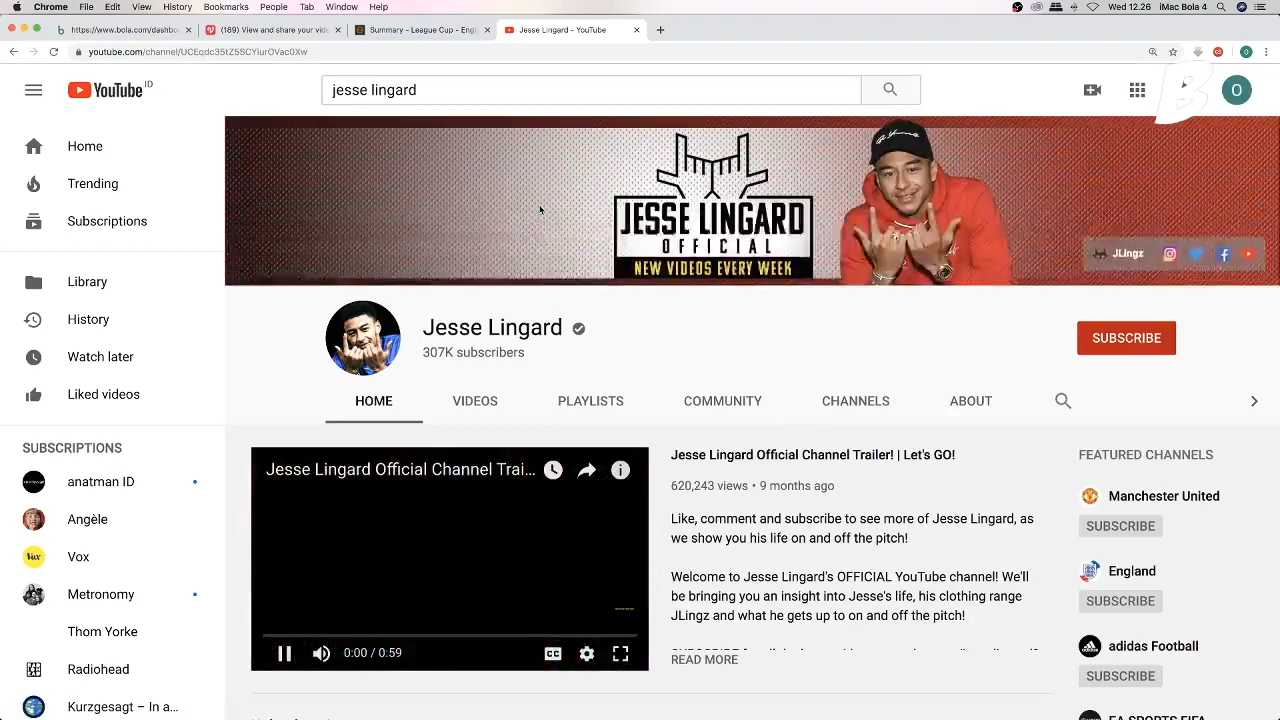 Chrome File Edit View History Bookmarks People Tab Window Help
Wed 12.26 iMac Bola 4
https://www.bola.com/dashbo
(189) View and share your vide
Summary - League Cup - Engl
Jesse Lingard - YouTube
youtube.com/channel/UCEqdc35tZ5SCYiurOVac0Xw
YouTube ID
jesse lingard
B
O
Home
Trending
Subscriptions
Library
History
Watch later
Liked videos
SUBSCRIPTIONS
anatman ID
Angèle
Vox
Metronomy
Thom Yorke
Radiohead
Kurzgesagt – In a...
JESSE LINGARD
OFFICIAL
NEW VIDEOS EVERY WEEK
JLingz
Jesse Lingard
307K subscribers
SUBSCRIBE
HOME VIDEOS PLAYLISTS COMMUNITY CHANNELS ABOUT
Jesse Lingard Official Channel Trai...
0:00 / 0:59
CC
Jesse Lingard Official Channel Trailer! | Let's GO!
620,243 views • 9 months ago
Like, comment and subscribe to see more of Jesse Lingard, as
we show you his life on and off the pitch!
Welcome to Jesse Lingard's OFFICIAL YouTube channel! We'll
be bringing you an insight into Jesse's life, his clothing range
JLingz and what he gets up to on and off the pitch!
READ MORE
FEATURED CHANNELS
Manchester United
SUBSCRIBE
England
SUBSCRIBE
adidas Football
SUBSCRIBE
EA SPORTS FIFA